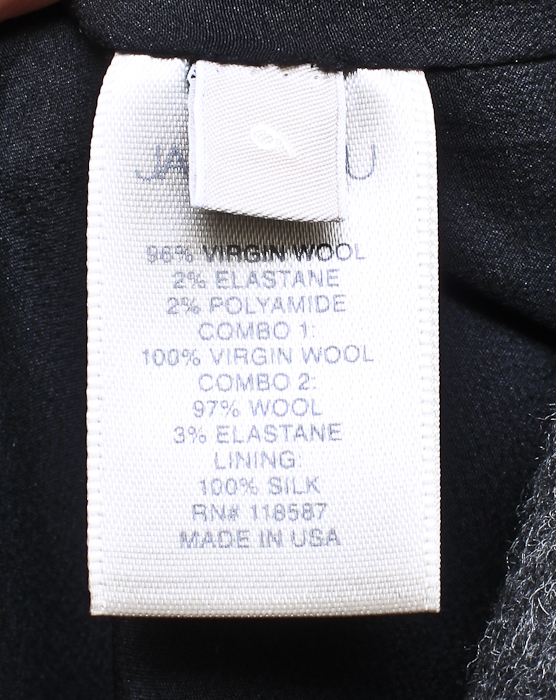 6
96% VIRGIN WOOL
2% ELASTANE
2% POLYAMIDE
COMBO 1:
100% VIRGIN WOOL
COMBO 2:
97% WOOL
3% ELASTANE
LINING:
100% SILK
RN# 118587
MADE IN USA